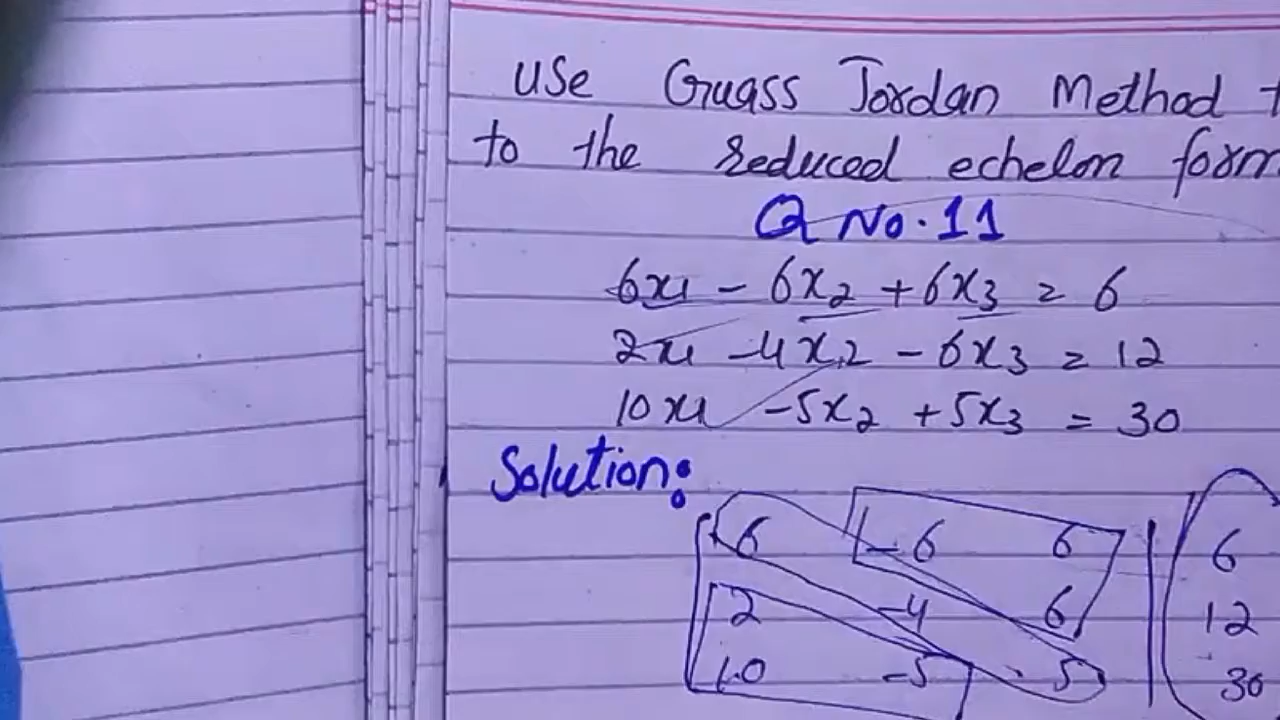 use Guass Jordan Method t
to the reduced echelon form
Q No. 11
6x1 - 6x2 + 6x3 = 6
2x1 - 4x2 - 6x3 = 12
10x1 - 5x2 + 5x3 = 30
Solution:
6 -6 6 | 6
2 -4 6 | 12
10 -5 5 | 30